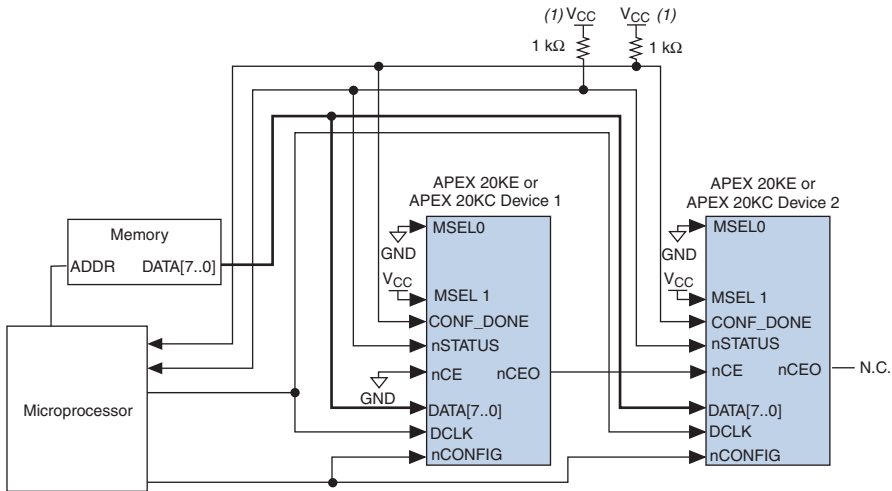 (1) VCC VCC (1)
1 kΩ 1 kΩ
APEX 20KE or
APEX 20KC Device 1
APEX 20KE or
APEX 20KC Device 2
Memory
ADDR DATA[7..0]
Microprocessor
MSEL0
GND
VCC
MSEL 1
CONF_DONE
nSTATUS
nCE nCEO
GND
DATA[7..0]
DCLK
nCONFIG
MSEL0
GND
VCC
MSEL 1
CONF_DONE
nSTATUS
nCE nCEO N.C.
DATA[7..0]
DCLK
nCONFIG